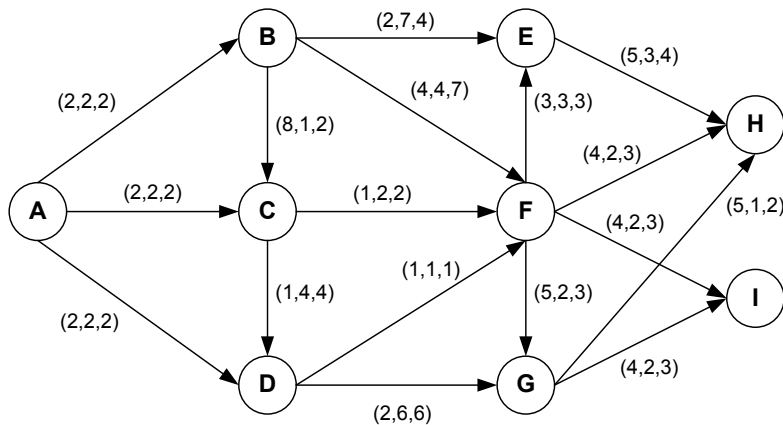 B
(2,7,4)
E
(5,3,4)
(2,2,2)
(4,4,7)
(8,1,2)
(3,3,3)
H
(4,2,3)
A
(2,2,2)
C
(1,2,2)
F
(4,2,3)
(5,1,2)
(2,2,2)
(1,4,4)
(1,1,1)
(5,2,3)
I
D
(2,6,6)
G
(4,2,3)